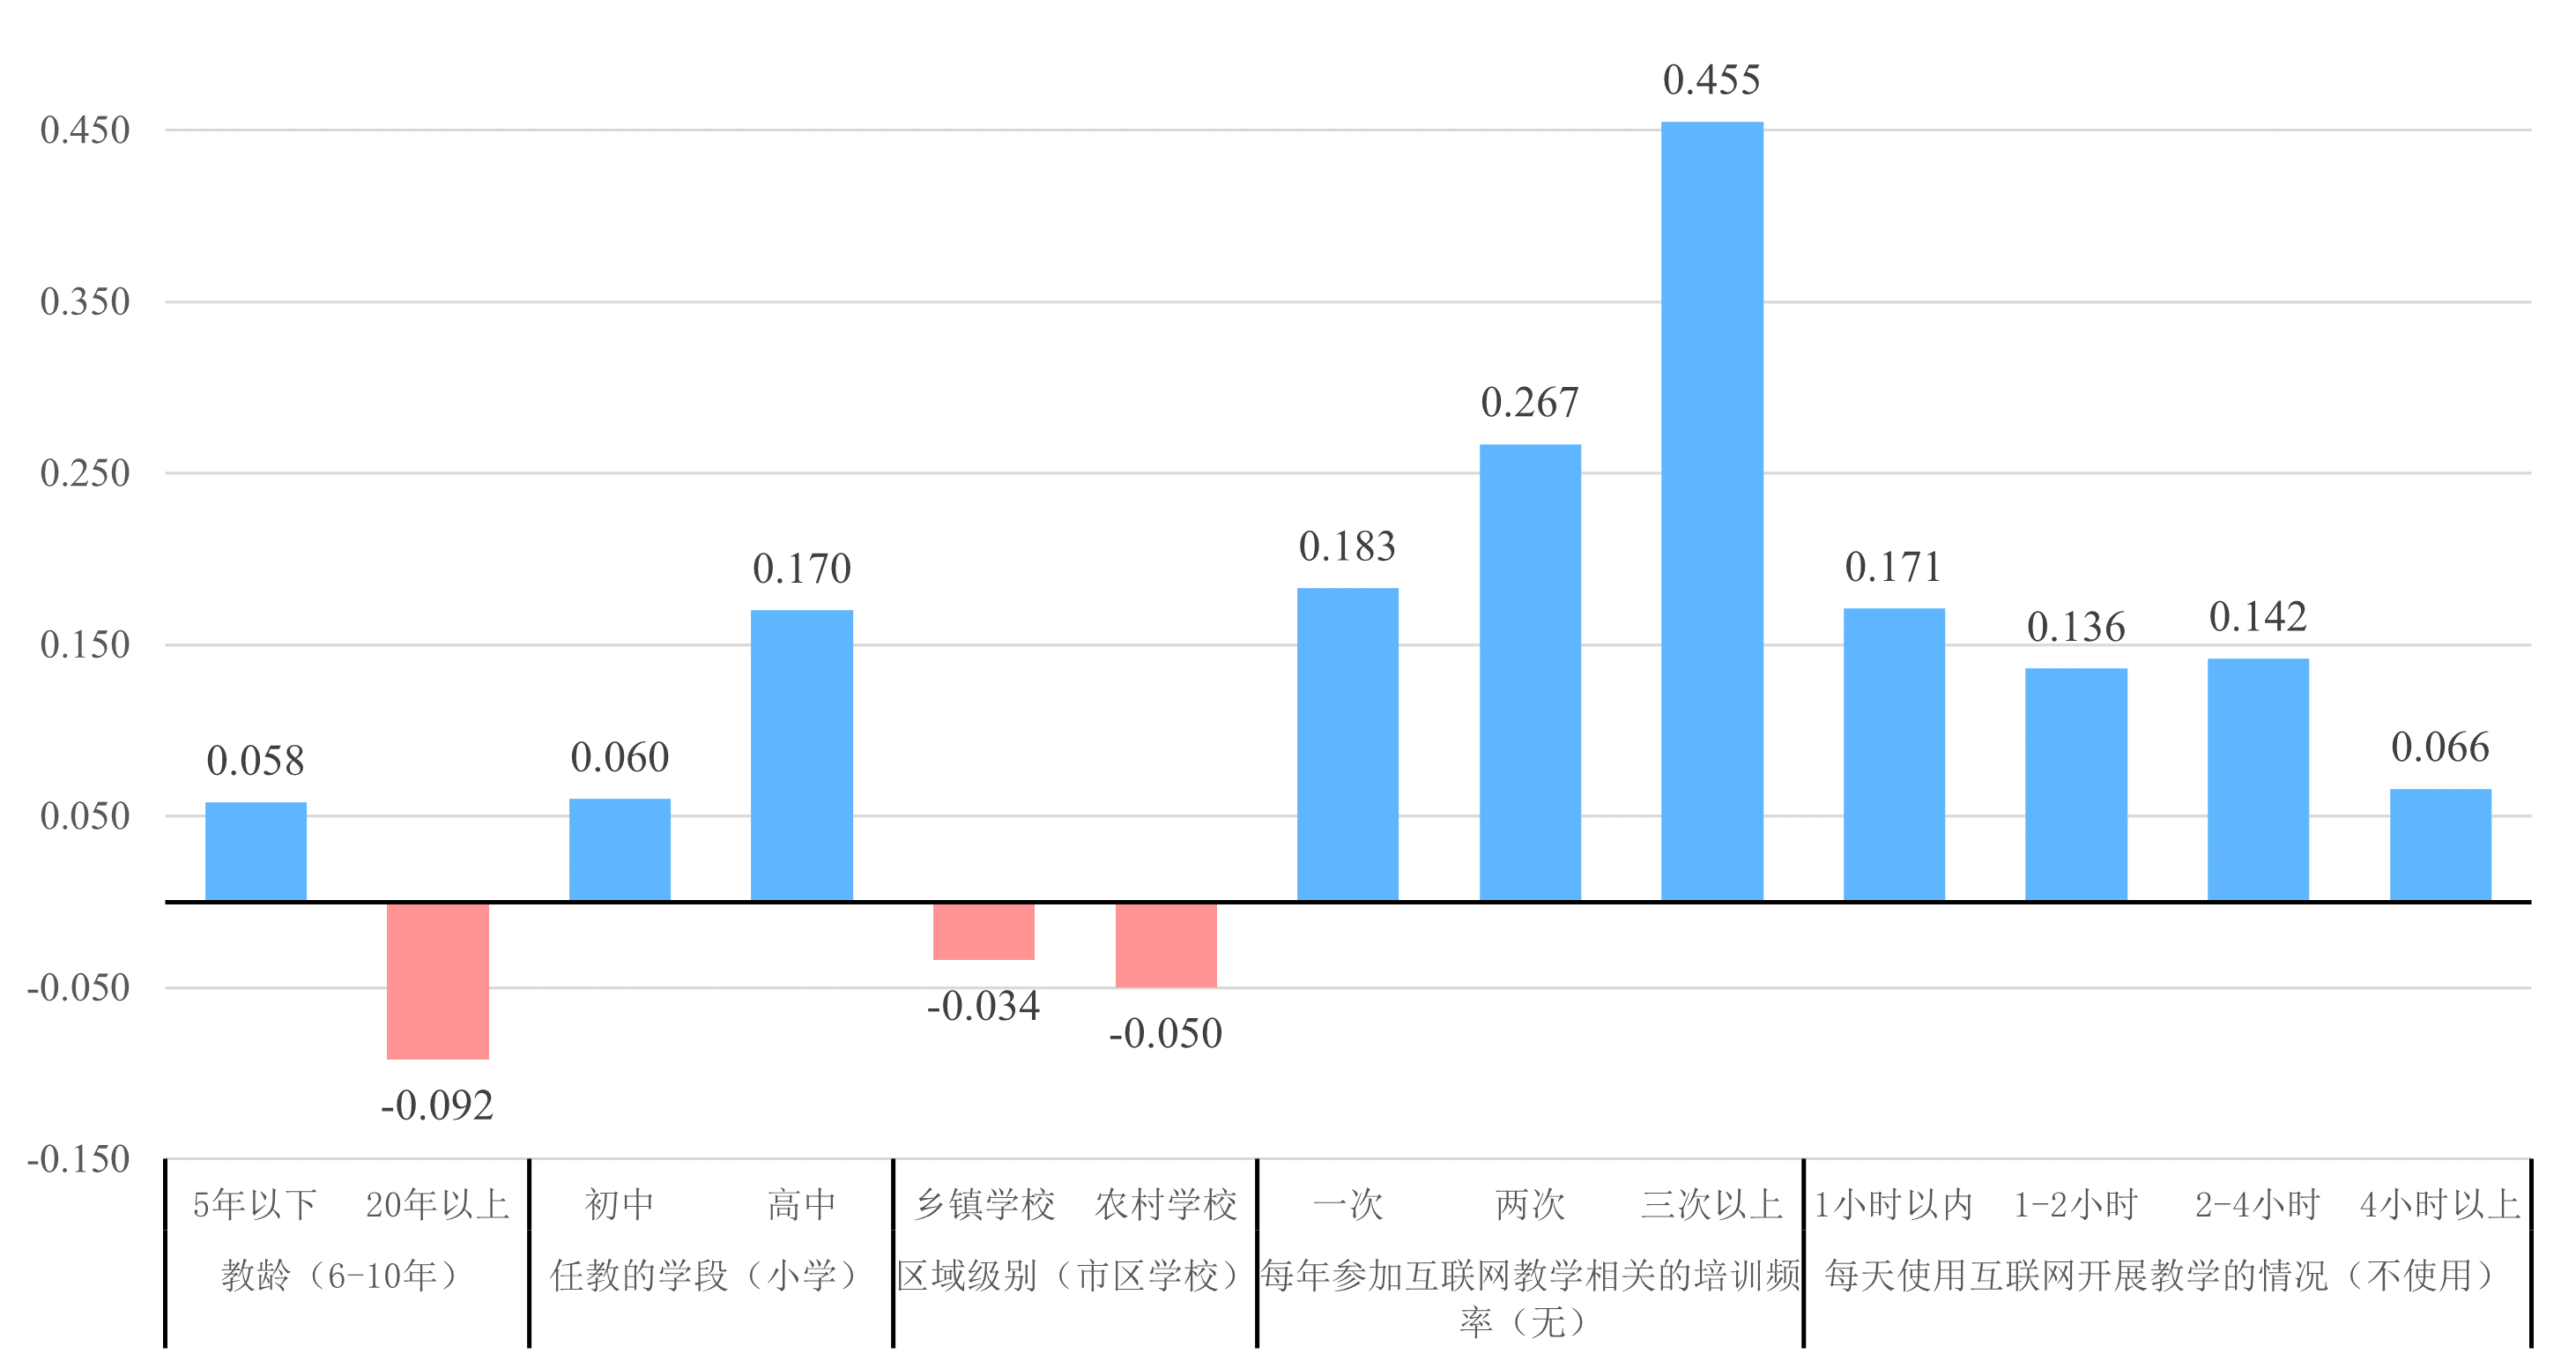 0.450
0.350
0.250
0.150
0.050
-0.050
-0.150
0.058
-0.092
0.060
0.170
-0.034
-0.050
0.183
0.267
0.455
0.171
0.136
0.142
0.066
5年以下
20年以上
初中
高中
乡镇学校
农村学校
一次
两次
三次以上
1小时以内
1-2小时
2-4小时
4小时以上
教龄（6-10年）
任教的学段（小学）
区域级别（市区学校）
每年参加互联网教学相关的培训频
率（无）
每天使用互联网开展教学的情况（不使用）